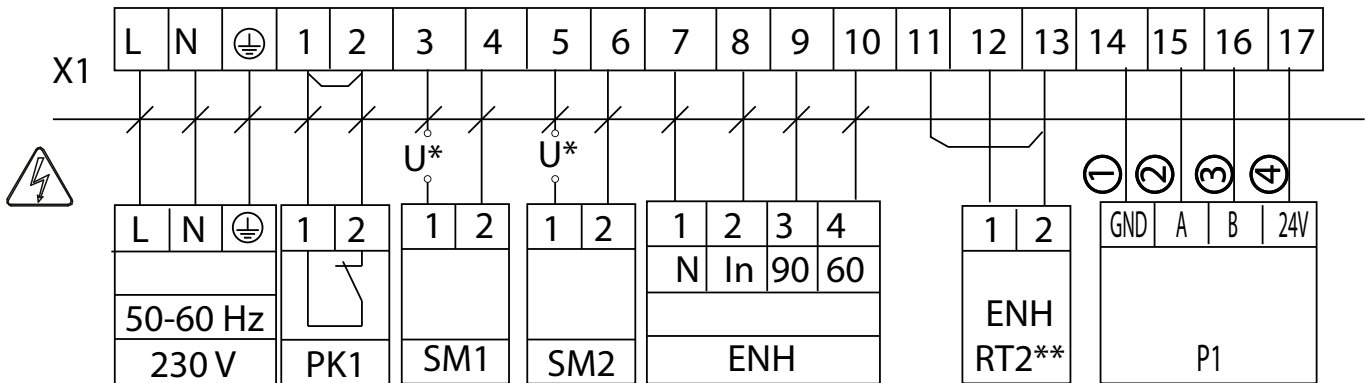 L N 1 2 3 4 5 6 7 8 9 10 11 12 13 14 15 16 17
X1
U* U*
1 2 3 4
L N 1 2 1 2 1 2 1 2 3 4 1 2 GND A B 24V
N In 90 60
50-60 Hz ENH
230 V PK1 SM1 SM2 ENH RT2** P1